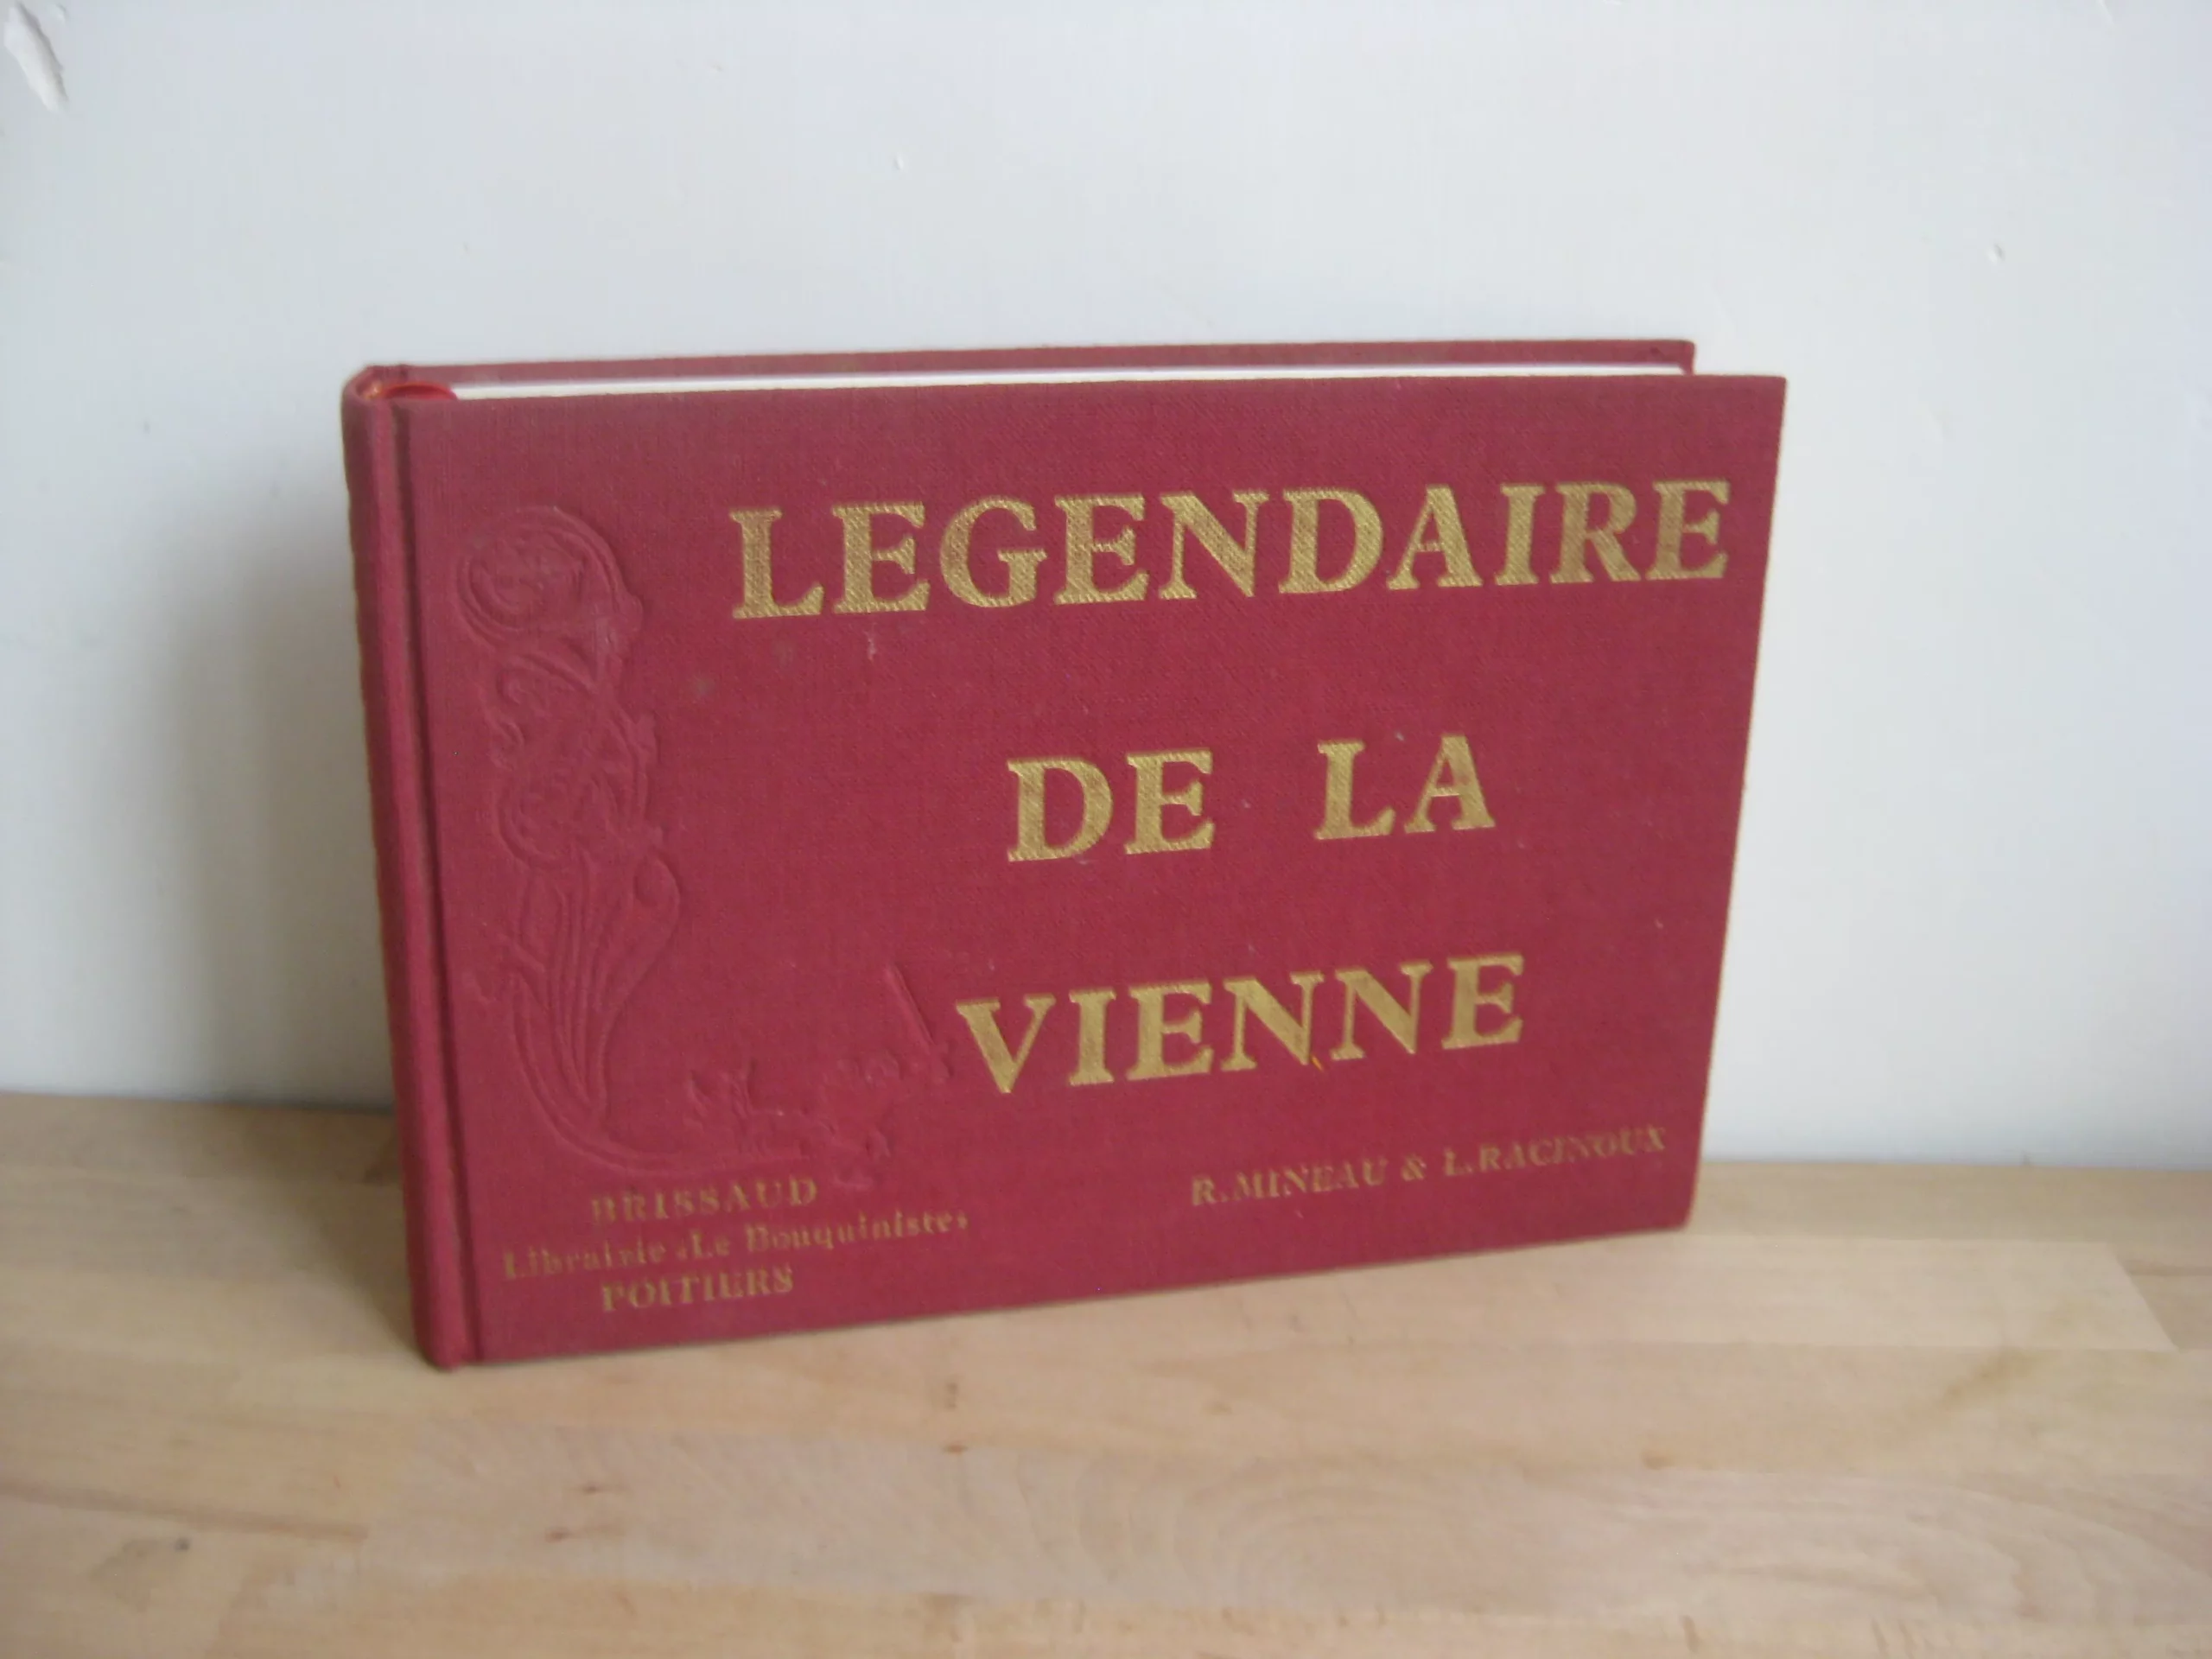 LEGENDAIRE
DE LA
VIENNE
R. MINEAU & L. RACINOUX
BRISSAUD
Librairie «Le Bouquiniste»
POITIERS